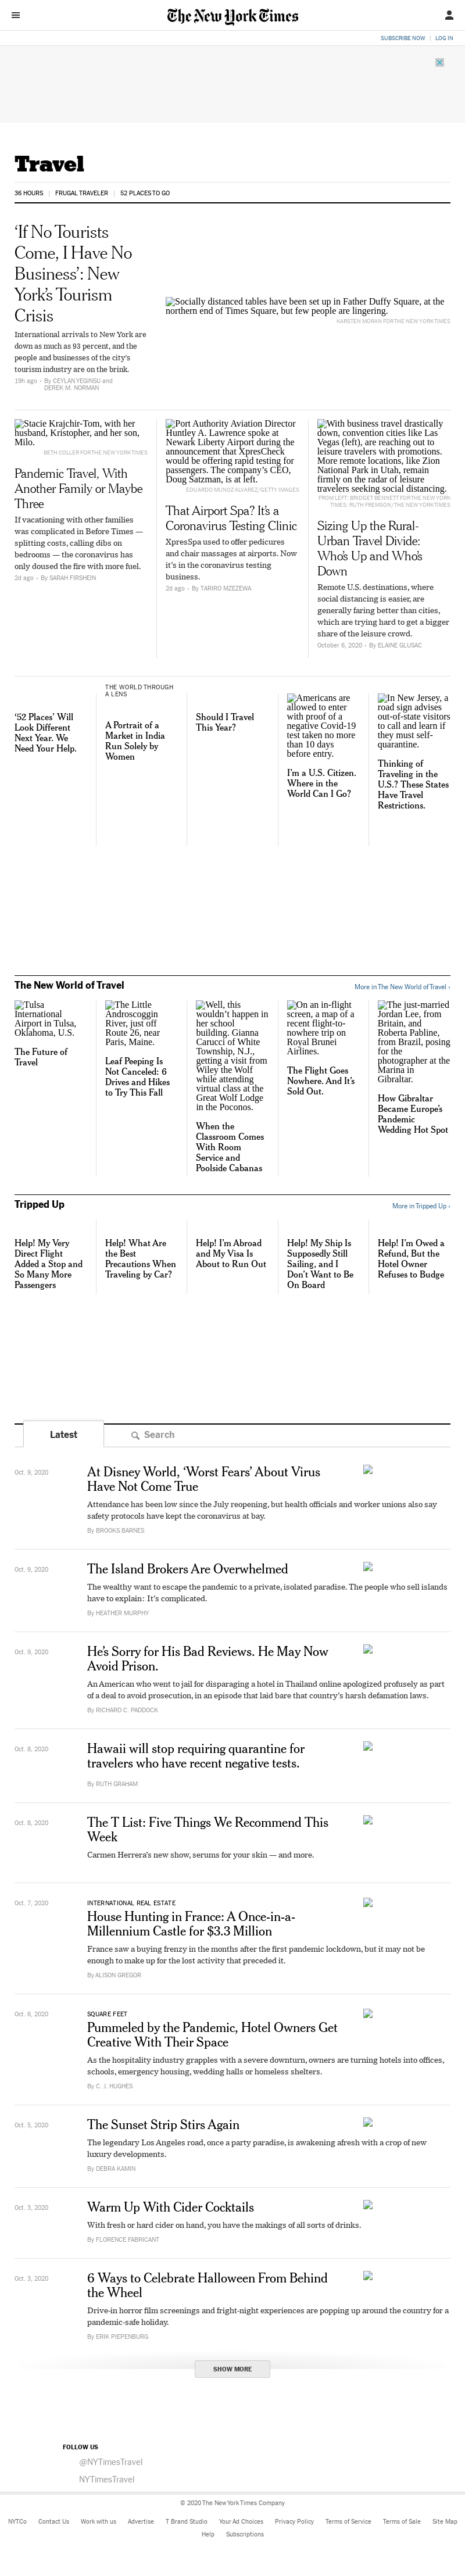 The New York Times
SUBSCRIBE NOW | LOG IN
Travel
36 HOURS | FRUGAL TRAVELER | 52 PLACES TO GO
‘If No Tourists
Come, I Have No
Business’: New
York’s Tourism
Crisis
International arrivals to New York are
down as much as 93 percent, and the
people and businesses of the city’s
tourism industry are on the brink.
19h ago • By CEYLAN YEGINSU and
DEREK M. NORMAN
Socially distanced tables have been set up in Father Duffy Square, at the
northern end of Times Square, but few people are lingering.
KARSTEN MORAN FOR THE NEW YORK TIMES
Stacie Krajchir-Tom, with her
husband, Kristopher, and her son,
Milo.
BETH COLLER FOR THE NEW YORK TIMES
Pandemic Travel, With
Another Family or Maybe
Three
If vacationing with other families
was complicated in Before Times —
splitting costs, calling dibs on
bedrooms — the coronavirus has
only doused the fire with more fuel.
2d ago • By SARAH FIRSHEIN
Port Authority Aviation Director
Huntley A. Lawrence spoke at
Newark Liberty Airport during the
announcement that XpresCheck
would be offering rapid testing for
passengers. The company’s CEO,
Doug Satzman, is at left.
EDUARDO MUNOZ ALVAREZ/GETTY IMAGES
That Airport Spa? It’s a
Coronavirus Testing Clinic
XpresSpa used to offer pedicures
and chair massages at airports. Now
it’s in the coronavirus testing
business.
2d ago • By TARIRO MZEZEWA
With business travel drastically
down, convention cities like Las
Vegas (left), are reaching out to
leisure travelers with promotions.
More remote locations, like Zion
National Park in Utah, remain
firmly on the radar of leisure
travelers seeking social distancing.
FROM LEFT, BRIDGET BENNETT FOR THE NEW YORK
TIMES; RUTH FREMSON/THE NEW YORK TIMES
Sizing Up the Rural-
Urban Travel Divide:
Who’s Up and Who’s
Down
Remote U.S. destinations, where
social distancing is easier, are
generally faring better than cities,
which are trying hard to get a bigger
share of the leisure crowd.
October 6, 2020 • By ELAINE GLUSAC
‘52 Places’ Will
Look Different
Next Year. We
Need Your Help.
THE WORLD THROUGH
A LENS
A Portrait of a
Market in India
Run Solely by
Women
Should I Travel
This Year?
Americans are
allowed to enter
with proof of a
negative Covid-19
test taken no more
than 10 days
before entry.
I’m a U.S. Citizen.
Where in the
World Can I Go?
In New Jersey, a
road sign advises
out-of-state visitors
to call and learn if
they must self-
quarantine.
Thinking of
Traveling in the
U.S.? These States
Have Travel
Restrictions.
The New World of Travel
More in The New World of Travel ›
Tulsa
International
Airport in Tulsa,
Oklahoma, U.S.
The Future of
Travel
The Little
Androscoggin
River, just off
Route 26, near
Paris, Maine.
Leaf Peeping Is
Not Canceled: 6
Drives and Hikes
to Try This Fall
Well, this
wouldn’t happen in
her school
building. Gianna
Carucci of White
Township, N.J.,
getting a visit from
Wiley the Wolf
while attending
virtual class at the
Great Wolf Lodge
in the Poconos.
When the
Classroom Comes
With Room
Service and
Poolside Cabanas
On an in-flight
screen, a map of a
recent flight-to-
nowhere trip on
Royal Brunei
Airlines.
The Flight Goes
Nowhere. And It’s
Sold Out.
The just-married
Jordan Lee, from
Britain, and
Roberta Pabline,
from Brazil, posing
for the
photographer at the
Marina in
Gibraltar.
How Gibraltar
Became Europe’s
Pandemic
Wedding Hot Spot
Tripped Up
More in Tripped Up ›
Help! My Very
Direct Flight
Added a Stop and
So Many More
Passengers
Help! What Are
the Best
Precautions When
Traveling by Car?
Help! I’m Abroad
and My Visa Is
About to Run Out
Help! My Ship Is
Supposedly Still
Sailing, and I
Don’t Want to Be
On Board
Help! I’m Owed a
Refund, But the
Hotel Owner
Refuses to Budge
Latest
Search
Oct. 9, 2020
At Disney World, ‘Worst Fears’ About Virus
Have Not Come True
Attendance has been low since the July reopening, but health officials and worker unions also say
safety protocols have kept the coronavirus at bay.
By BROOKS BARNES
Oct. 9, 2020
The Island Brokers Are Overwhelmed
The wealthy want to escape the pandemic to a private, isolated paradise. The people who sell islands
have to explain: It’s complicated.
By HEATHER MURPHY
Oct. 9, 2020
He’s Sorry for His Bad Reviews. He May Now
Avoid Prison.
An American who went to jail for disparaging a hotel in Thailand online apologized profusely as part
of a deal to avoid prosecution, in an episode that laid bare that country’s harsh defamation laws.
By RICHARD C. PADDOCK
Oct. 8, 2020
Hawaii will stop requiring quarantine for
travelers who have recent negative tests.
By RUTH GRAHAM
Oct. 8, 2020
The T List: Five Things We Recommend This
Week
Carmen Herrera’s new show, serums for your skin — and more.
Oct. 7, 2020
INTERNATIONAL REAL ESTATE
House Hunting in France: A Once-in-a-
Millennium Castle for $3.3 Million
France saw a buying frenzy in the months after the first pandemic lockdown, but it may not be
enough to make up for the lost activity that preceded it.
By ALISON GREGOR
Oct. 6, 2020
SQUARE FEET
Pummeled by the Pandemic, Hotel Owners Get
Creative With Their Space
As the hospitality industry grapples with a severe downturn, owners are turning hotels into offices,
schools, emergency housing, wedding halls or homeless shelters.
By C. J. HUGHES
Oct. 5, 2020
The Sunset Strip Stirs Again
The legendary Los Angeles road, once a party paradise, is awakening afresh with a crop of new
luxury developments.
By DEBRA KAMIN
Oct. 3, 2020
Warm Up With Cider Cocktails
With fresh or hard cider on hand, you have the makings of all sorts of drinks.
By FLORENCE FABRICANT
Oct. 3, 2020
6 Ways to Celebrate Halloween From Behind
the Wheel
Drive-in horror film screenings and fright-night experiences are popping up around the country for a
pandemic-safe holiday.
By ERIK PIEPENBURG
SHOW MORE
FOLLOW US
@NYTimesTravel
NYTimesTravel
© 2020 The New York Times Company
NYTCo Contact Us Work with us Advertise T Brand Studio Your Ad Choices Privacy Policy Terms of Service Terms of Sale Site Map
Help Subscriptions